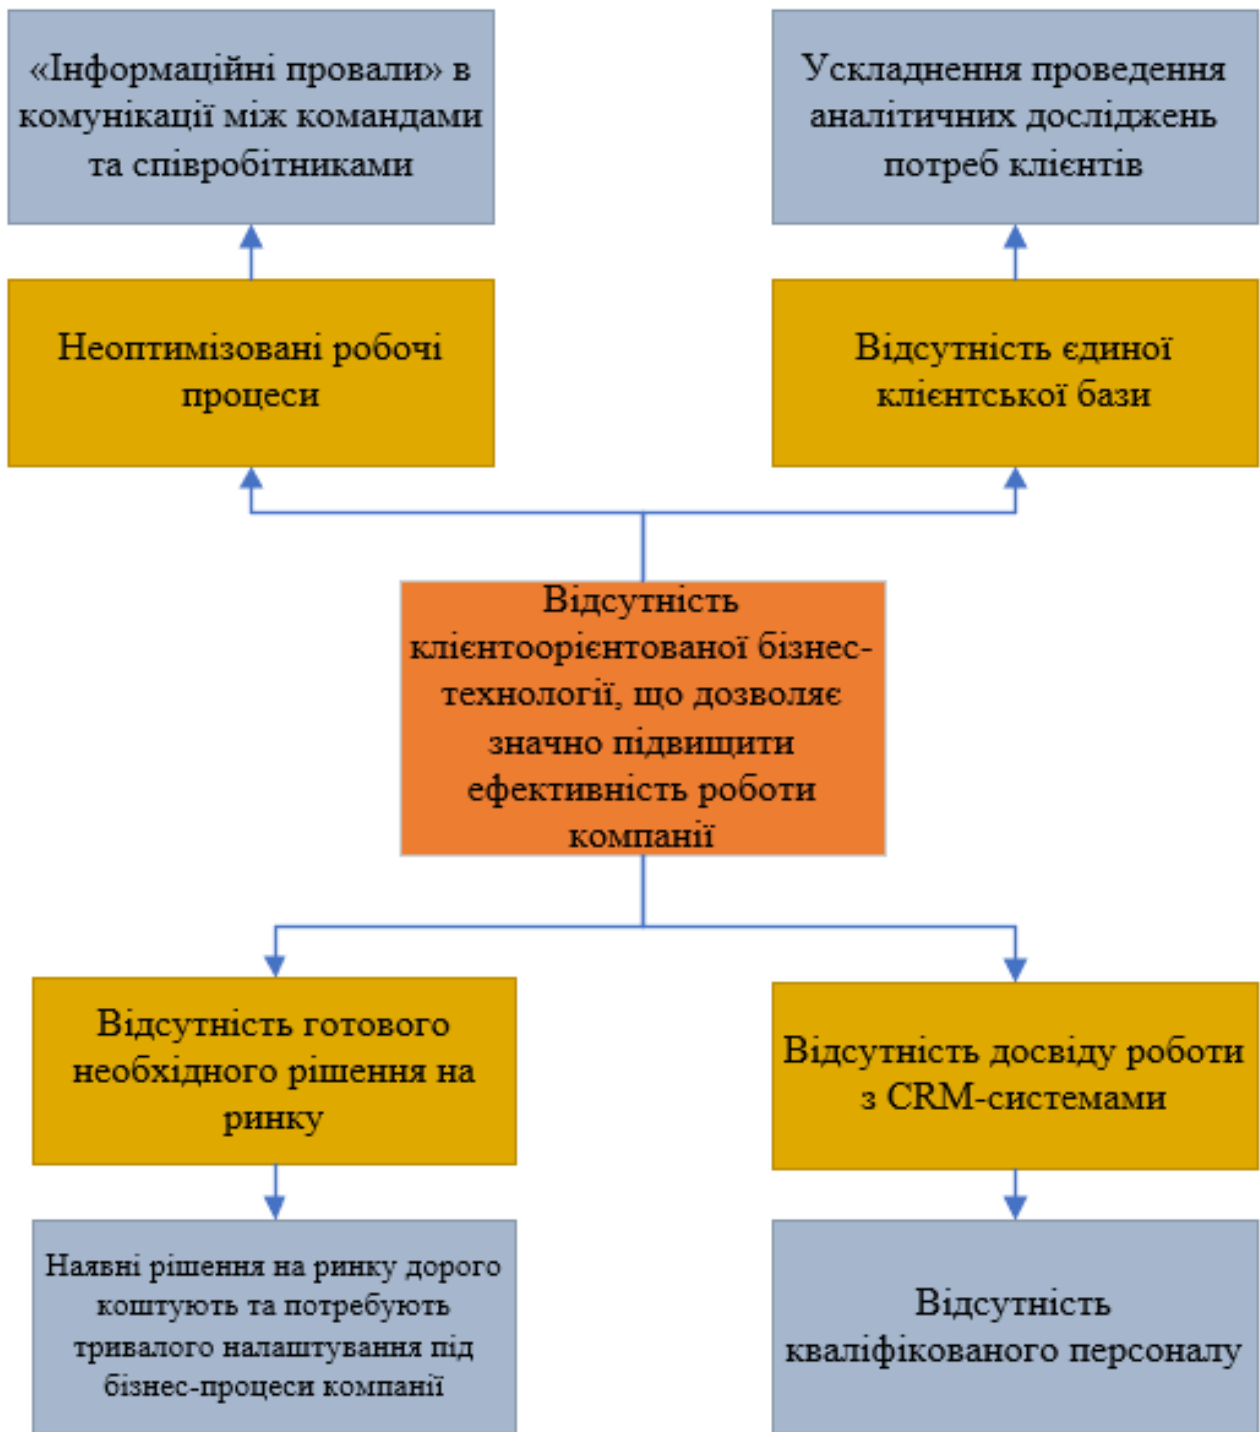 «Інформаційні провали» в
комунікації між командами
та співробітниками
Ускладнення проведення
аналітичних досліджень
потреб клієнтів
Неоптимізовані робочі
процеси
Відсутність єдиної
клієнтської бази
Відсутність
клієнтоорієнтованої бізнес-
технології, що дозволяє
значно підвищити
ефективність роботи
компанії
Відсутність готового
необхідного рішення на
ринку
Відсутність досвіду роботи
з CRM-системами
Наявні рішення на ринку дорого
коштують та потребують
тривалого налаштування під
бізнес-процеси компанії
Відсутність
кваліфікованого персоналу